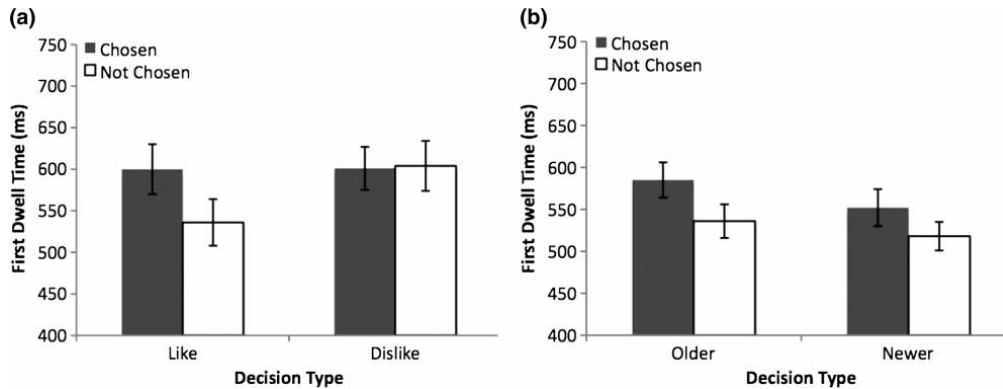 (a)
750
700
650
600
550
500
450
400
First Dwell Time (ms)
Chosen
Not Chosen
Like
Dislike
Decision Type
(b)
750
700
650
600
550
500
450
400
First Dwell Time (ms)
Chosen
Not Chosen
Older
Newer
Decision Type